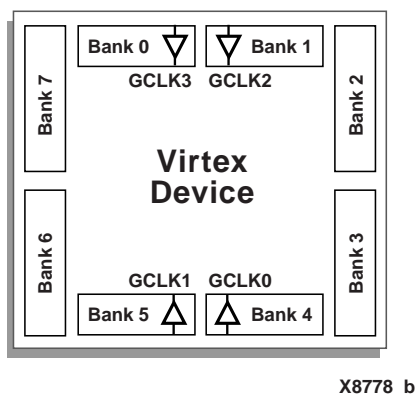 Bank 0
Bank 1
GCLK3 GCLK2
Bank 7
Bank 2
Virtex
Device
Bank 6
Bank 3
GCLK1 GCLK0
Bank 5
Bank 4
X8778_b